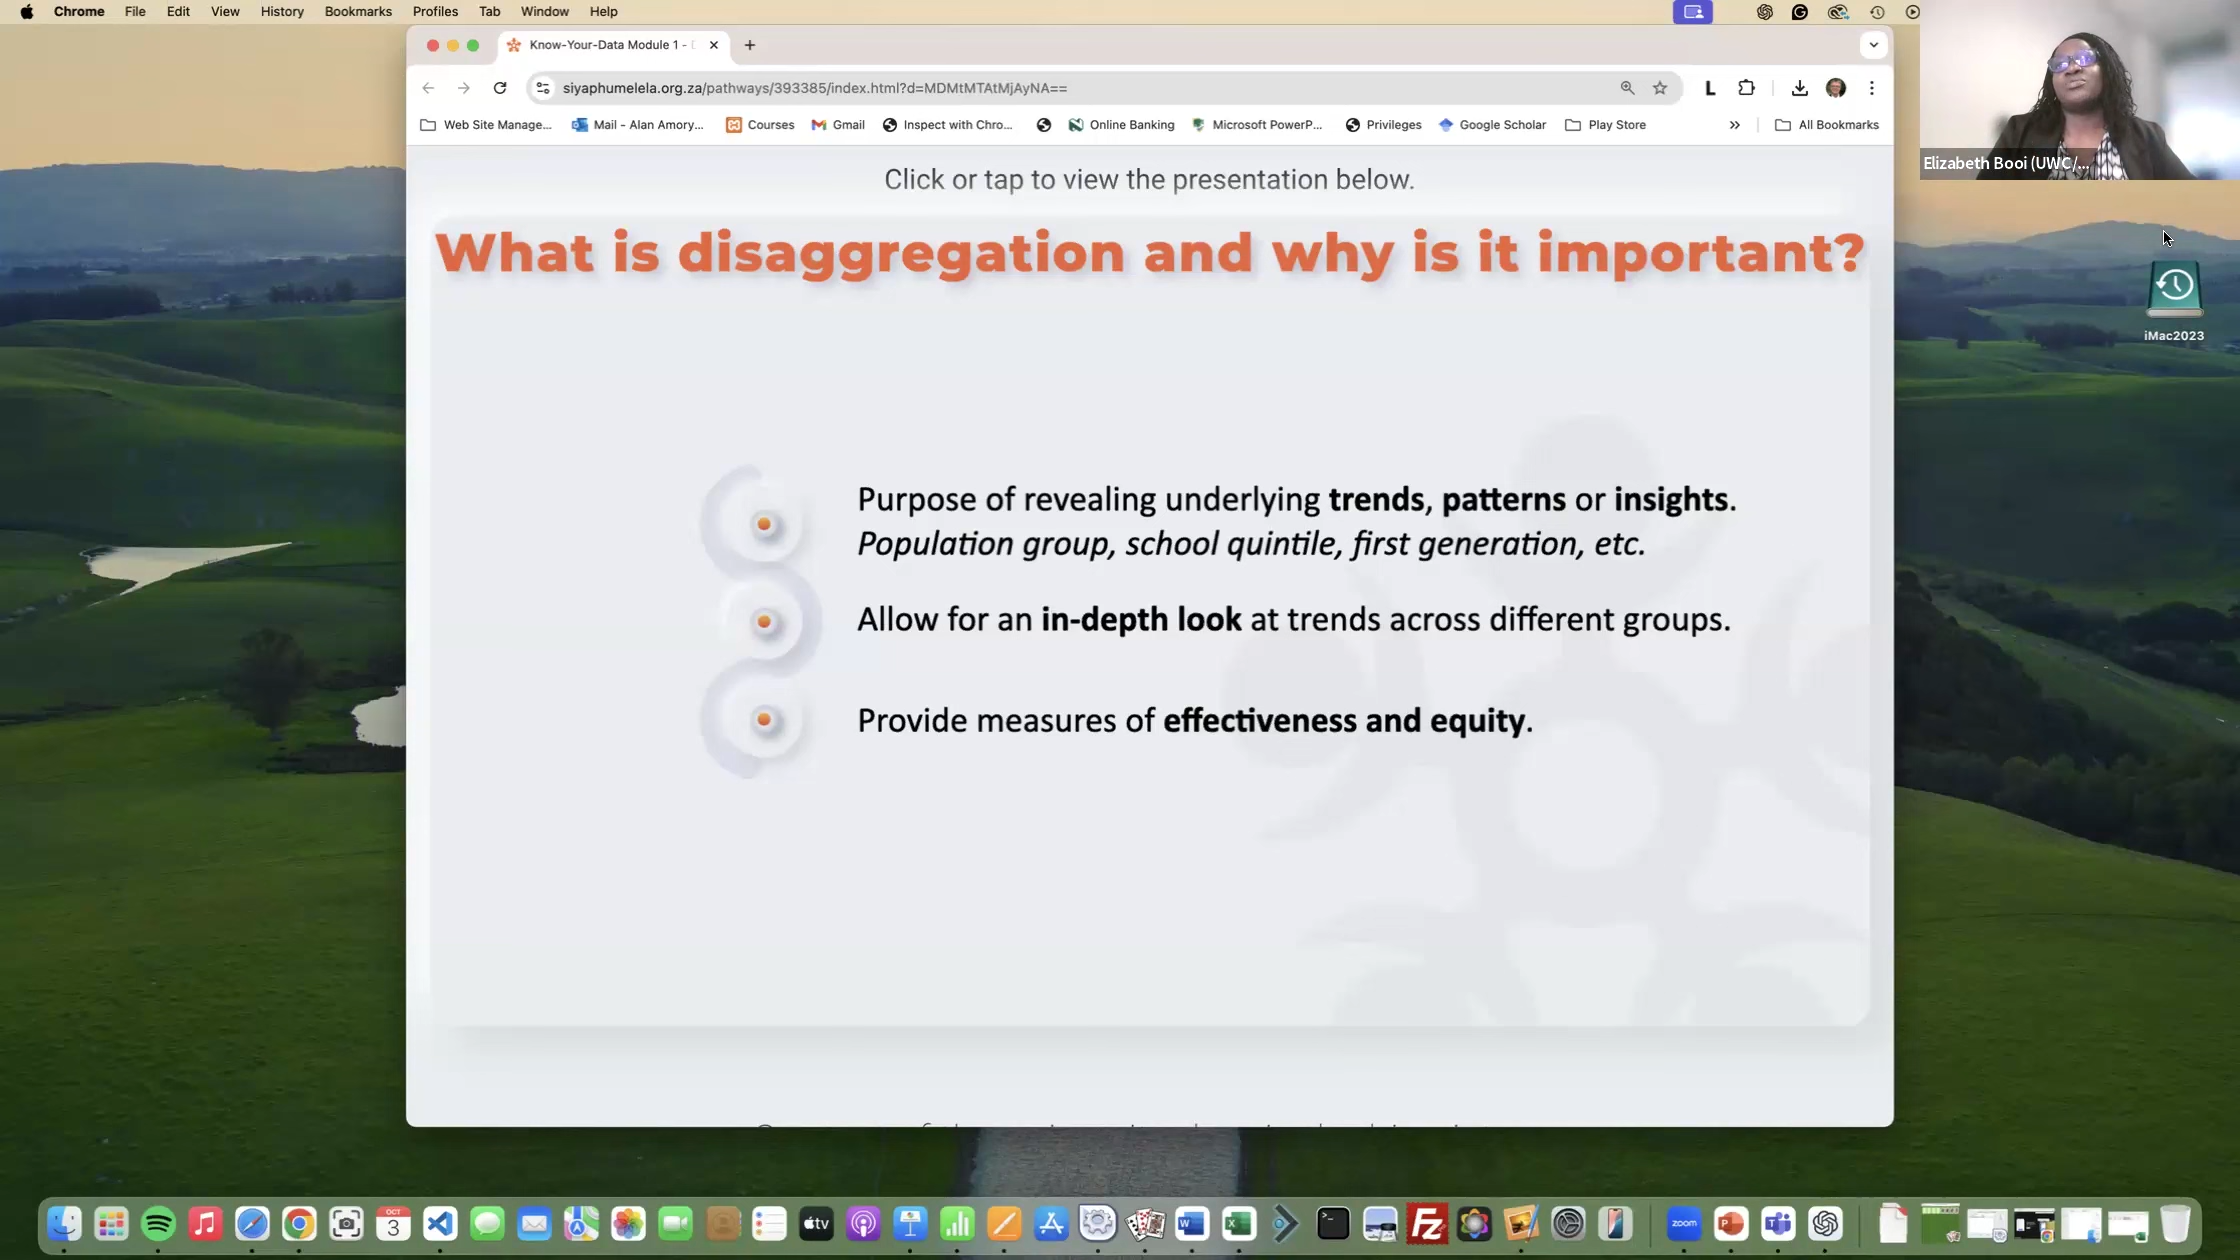 Chrome File Edit View History Bookmarks Profiles Tab Window Help
Know-Your-Data Module 1 -
siyaphumelela.org.za/pathways/393385/index.html?d=MDMtMTAtMjAyNA==
Web Site Manage... Mail - Alan Amory... Courses Gmail Inspect with Chro... Online Banking Microsoft PowerP... Privileges Google Scholar Play Store » All Bookmarks
Elizabeth Booi (UWC/...
Click or tap to view the presentation below.
What is disaggregation and why is it important?
iMac2023
Purpose of revealing underlying trends, patterns or insights.
Population group, school quintile, first generation, etc.
Allow for an in-depth look at trends across different groups.
Provide measures of effectiveness and equity.
OCT
3
tv
zoom